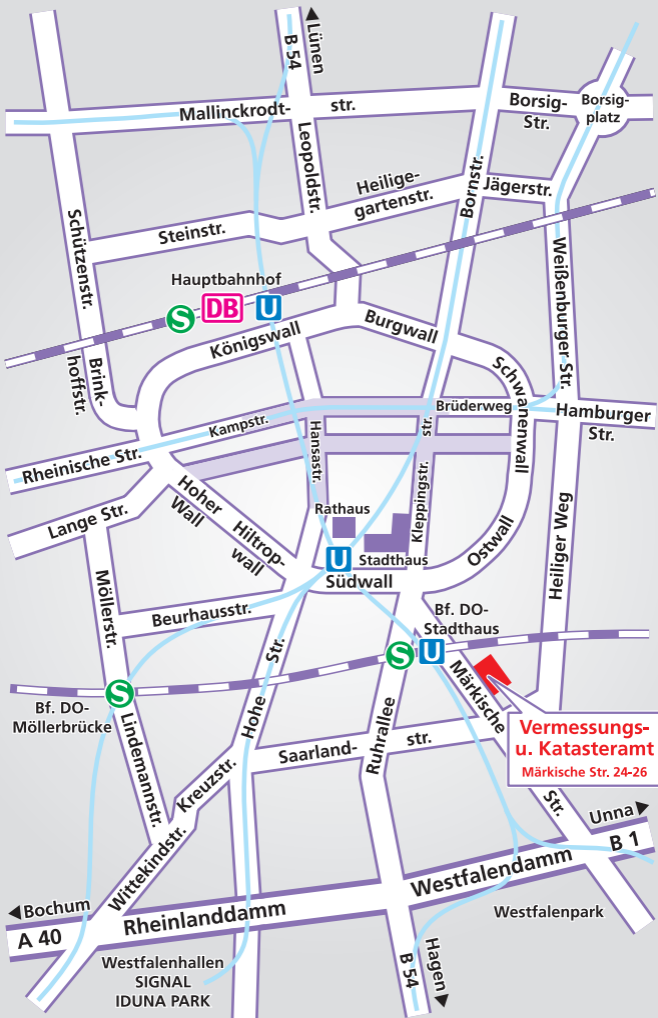 B 54
Lünen
Mallinckrodt-
str.
Borsig-
Str.
Borsig-
platz
Leopoldstr.
Heilige-
gartenstr.
Jägerstr.
Bornstr.
Schützenstr.
Steinstr.
Weißenburger Str.
Hauptbahnhof
S
DB
U
Königswall
Burgwall
Schwanenwall
Brink-
hoffstr.
Kampstr.
Brüderweg
Hamburger
Str.
Rheinische Str.
Hansastr.
str.
Kleppingstr.
Hoher
Wall
Lange Str.
Hiltrop-
wall
Rathaus
Stadthaus
Ostwall
Heiliger Weg
U
Südwall
Möllerstr.
Beurhausstr.
Bf. DO-
Stadthaus
S
U
Hohe
Str.
S
Bf. DO-
Möllerbrücke
Lindemannstr.
Ruhrallee
Märkische
Str.
Vermessungs-
u. Katasteramt
Märkische Str. 24-26
Saarland-
str.
Kreuzstr.
Wittekindstr.
Unna
B 1
Westfalendamm
Westfalenpark
Bochum
A 40
Rheinlanddamm
Westfalenhallen
SIGNAL
IDUNA PARK
B 54
Hagen